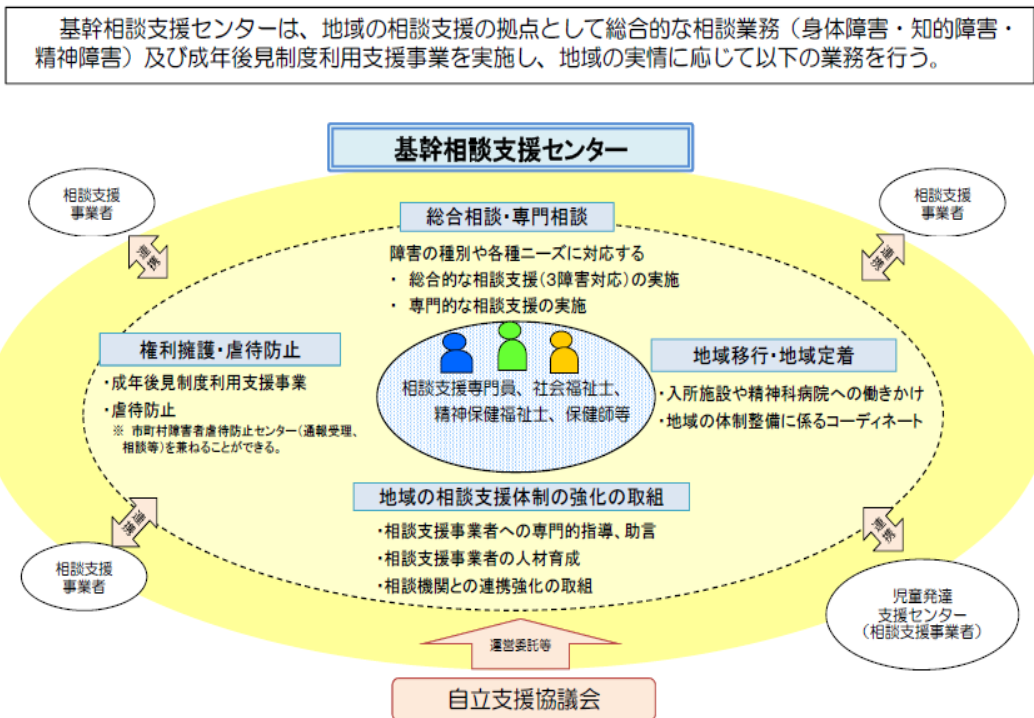 基幹相談支援センターは、地域の相談支援の拠点として総合的な相談業務（身体障害・知的障害・
精神障害）及び成年後見制度利用支援事業を実施し、地域の実情に応じて以下の業務を行う。
基幹相談支援センター
相談支援
事業者
連携
相談支援
事業者
連携
総合相談・専門相談
障害の種別や各種ニーズに対応する
・ 総合的な相談支援(3障害対応)の実施
・ 専門的な相談支援の実施
権利擁護・虐待防止
・成年後見制度利用支援事業
・虐待防止
※ 市町村障害者虐待防止センター(通報受理、
相談等)を兼ねることができる。
相談支援専門員、社会福祉士、
精神保健福祉士、保健師等
地域移行・地域定着
・入所施設や精神科病院への働きかけ
・地域の体制整備に係るコーディネート
地域の相談支援体制の強化の取組
・相談支援事業者への専門的指導、助言
・相談支援事業者の人材育成
・相談機関との連携強化の取組
連携
相談支援
事業者
連携
児童発達
支援センター
（相談支援事業者）
運営委託等
自立支援協議会